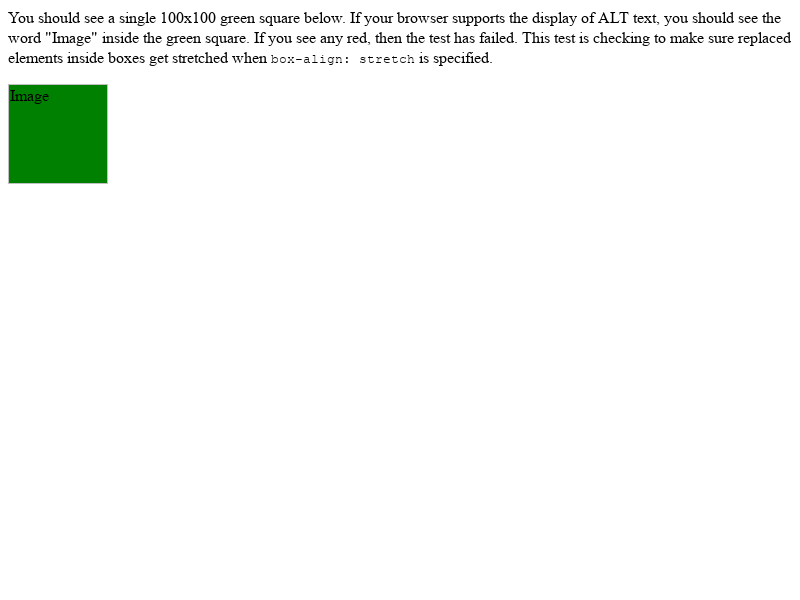 You should see a single 100x100 green square below. If your browser supports the display of ALT text, you should see the
word "Image" inside the green square. If you see any red, then the test has failed. This test is checking to make sure replaced
elements inside boxes get stretched when box-align: stretch is specified.
Image